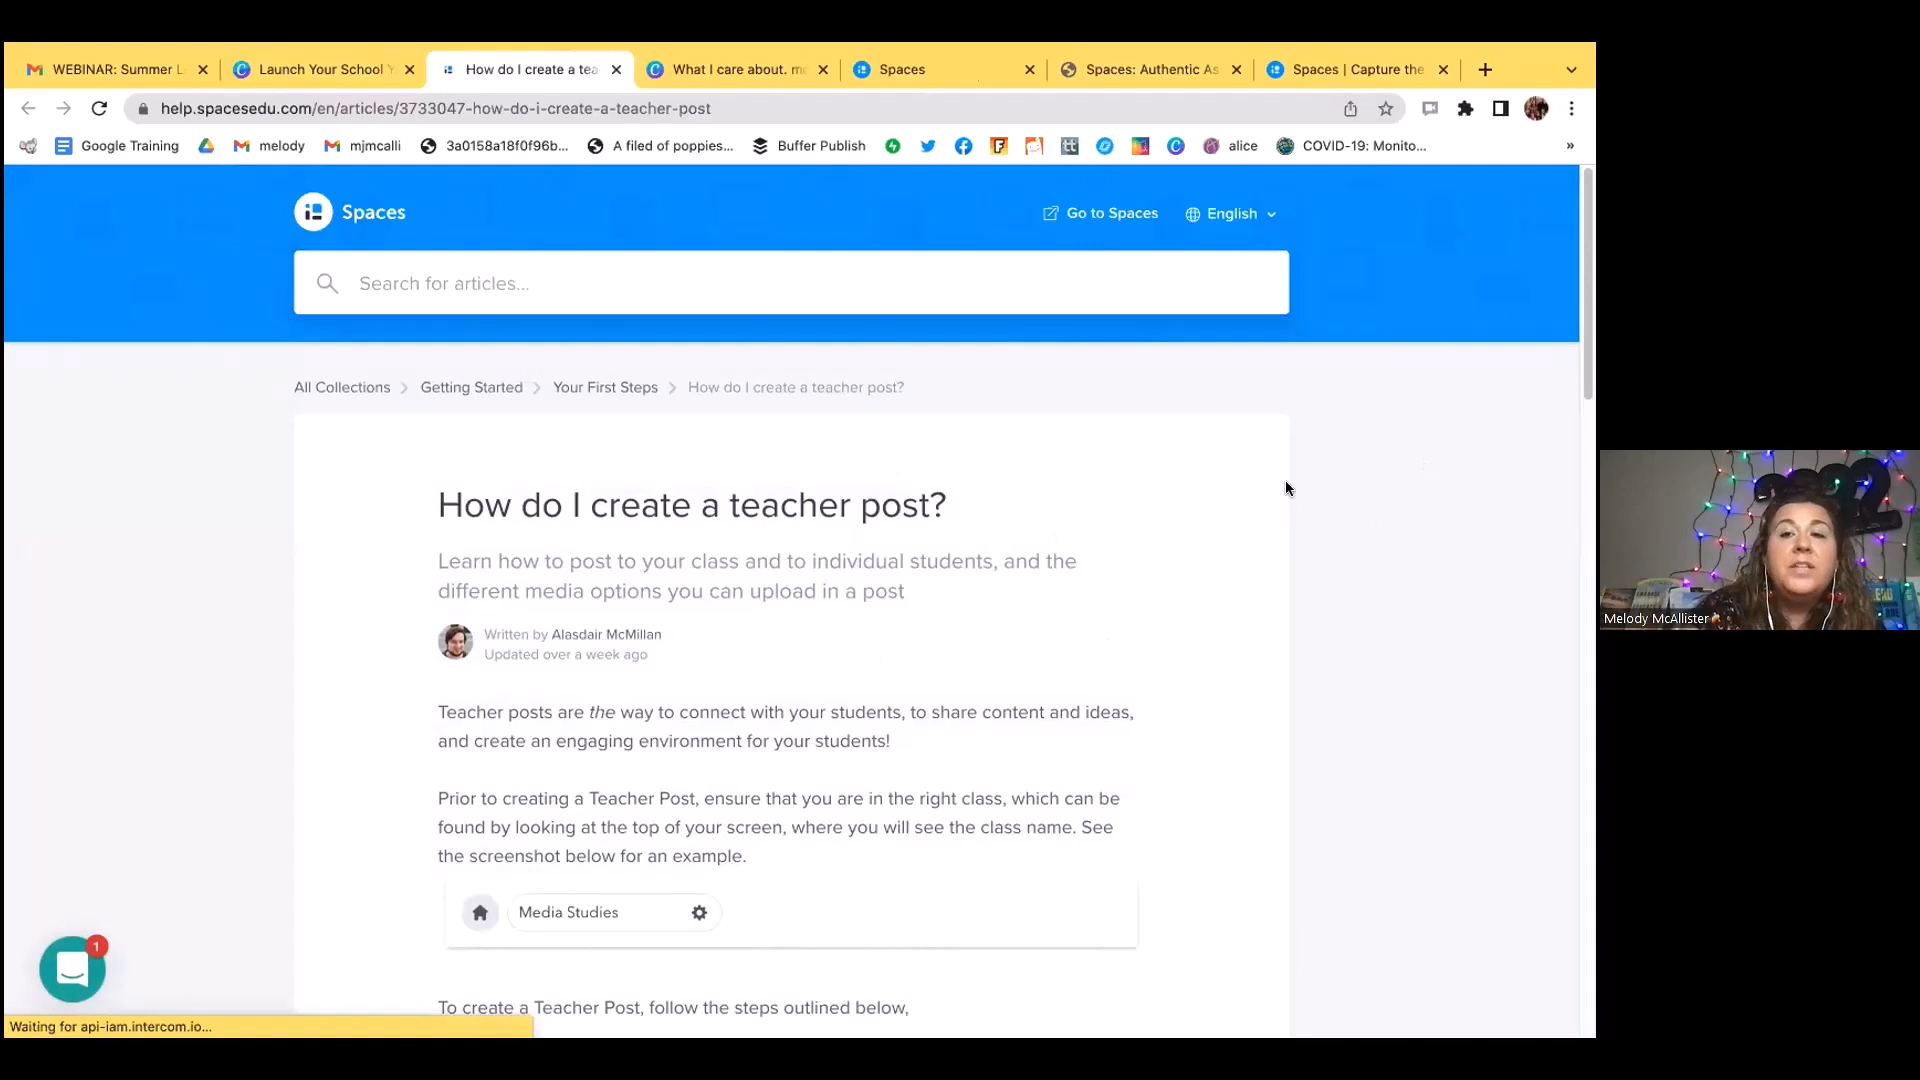 WEBINAR: Summer L
Launch Your School Y
How do I create a tea
What I care about. m
Spaces
Spaces: Authentic As
Spaces | Capture the
help.spacesedu.com/en/articles/3733047-how-do-i-create-a-teacher-post
Google Training
melody
mjmcalli
3a0158a18f0f96b...
A filed of poppies...
Buffer Publish
alice
COVID-19: Monito...
»
Spaces
Go to Spaces
English
Search for articles...
All Collections
Getting Started
Your First Steps
How do I create a teacher post?
How do I create a teacher post?
Learn how to post to your class and to individual students, and the
different media options you can upload in a post
Written by Alasdair McMillan
Updated over a week ago
Teacher posts are the way to connect with your students, to share content and ideas,
and create an engaging environment for your students!
Prior to creating a Teacher Post, ensure that you are in the right class, which can be
found by looking at the top of your screen, where you will see the class name. See
the screenshot below for an example.
Media Studies
To create a Teacher Post, follow the steps outlined below,
1
Waiting for api-iam.intercom.io...
Melody McAllister